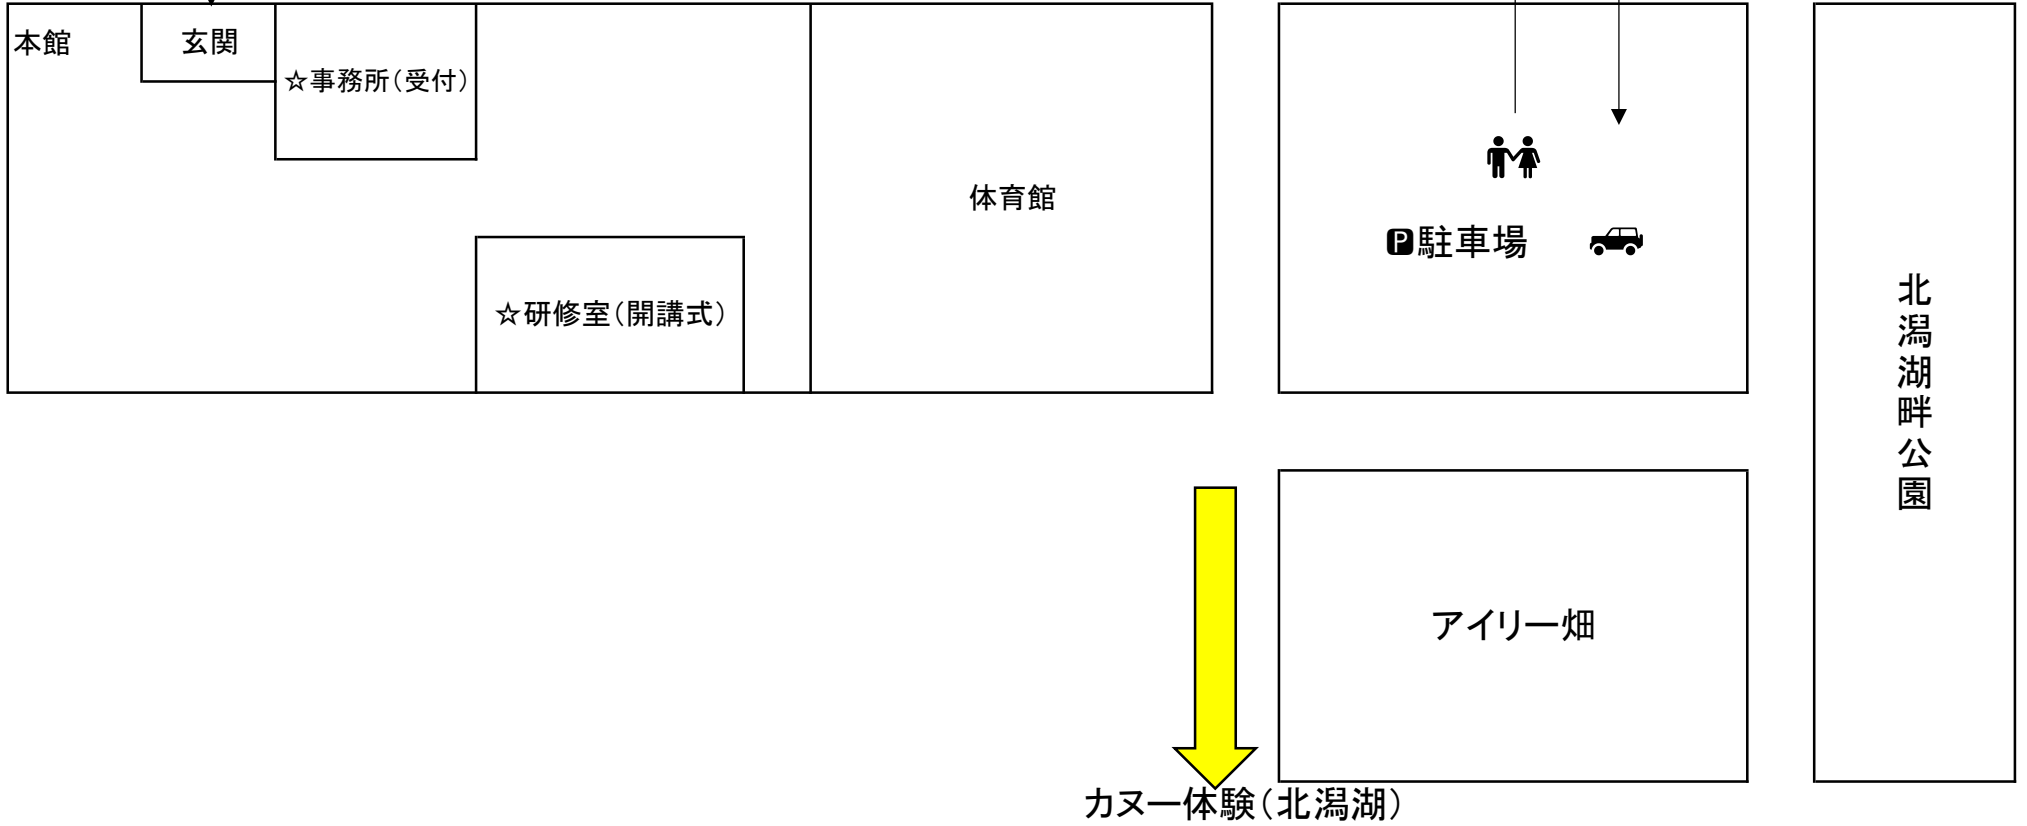 本館
玄関
☆事務所(受付)
体育館
🅿駐車場
☆研修室(開講式)
北潟湖畔公園
アイリー畑
カヌー体験(北潟湖)